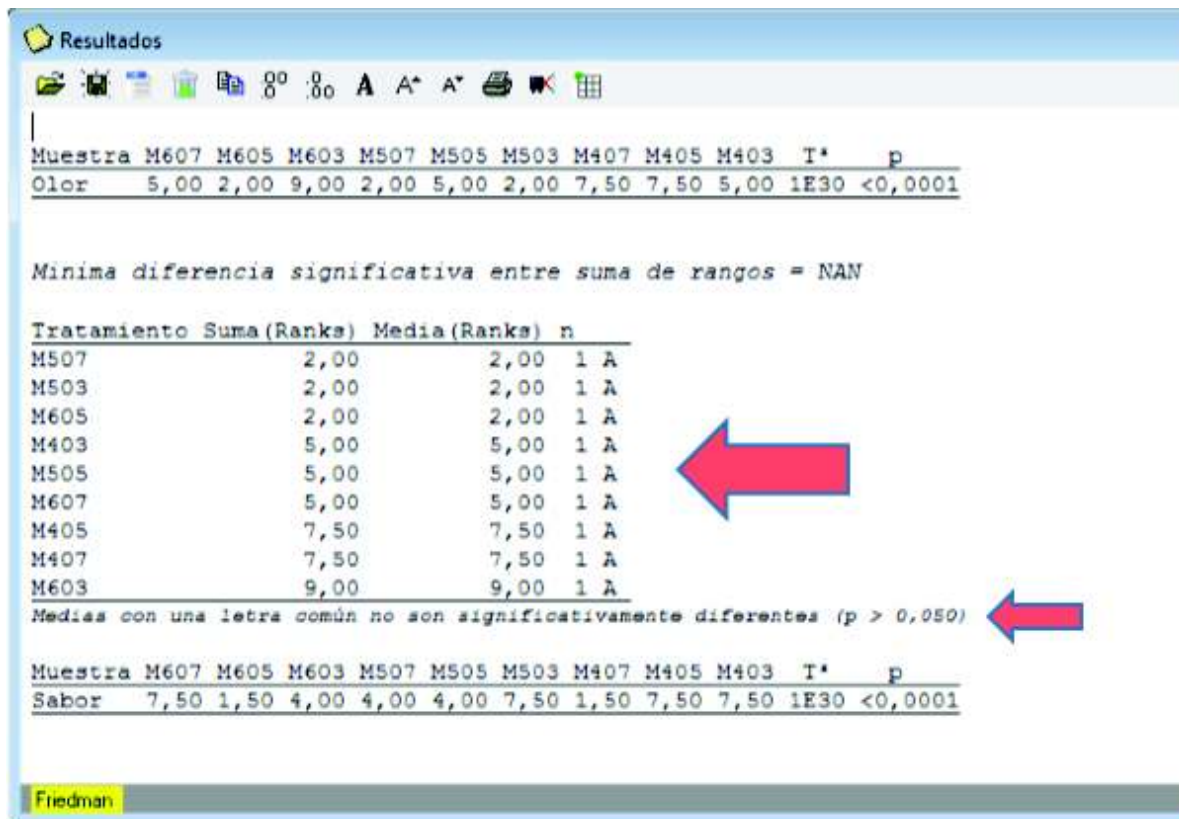 Resultados
A A A
Muestra M607 M605 M603 M507 M505 M503 M407 M405 M403 T² p
Olor 5,00 2,00 9,00 2,00 5,00 2,00 7,50 7,50 5,00 1E30 <0,0001
Minima diferencia significativa entre suma de rangos = NAN
Tratamiento Suma(Ranks) Media(Ranks) n
M507 2,00 2,00 1 A
M503 2,00 2,00 1 A
M605 2,00 2,00 1 A
M403 5,00 5,00 1 A
M505 5,00 5,00 1 A
M607 5,00 5,00 1 A
M405 7,50 7,50 1 A
M407 7,50 7,50 1 A
M603 9,00 9,00 1 A
Medias con una letra común no son significativamente diferentes (p > 0,050)
Muestra M607 M605 M603 M507 M505 M503 M407 M405 M403 T² p
Sabor 7,50 1,50 4,00 4,00 4,00 7,50 1,50 7,50 7,50 1E30 <0,0001
Friedman